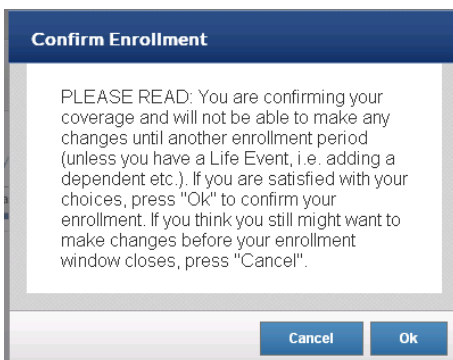 Confirm Enrollment
PLEASE READ: You are confirming your
coverage and will not be able to make any
changes until another enrollment period
(unless you have a Life Event, i.e. adding a
dependent etc.). If you are satisfied with your
choices, press "Ok" to confirm your
enrollment. If you think you still might want to
make changes before your enrollment
window closes, press "Cancel".
Cancel Ok